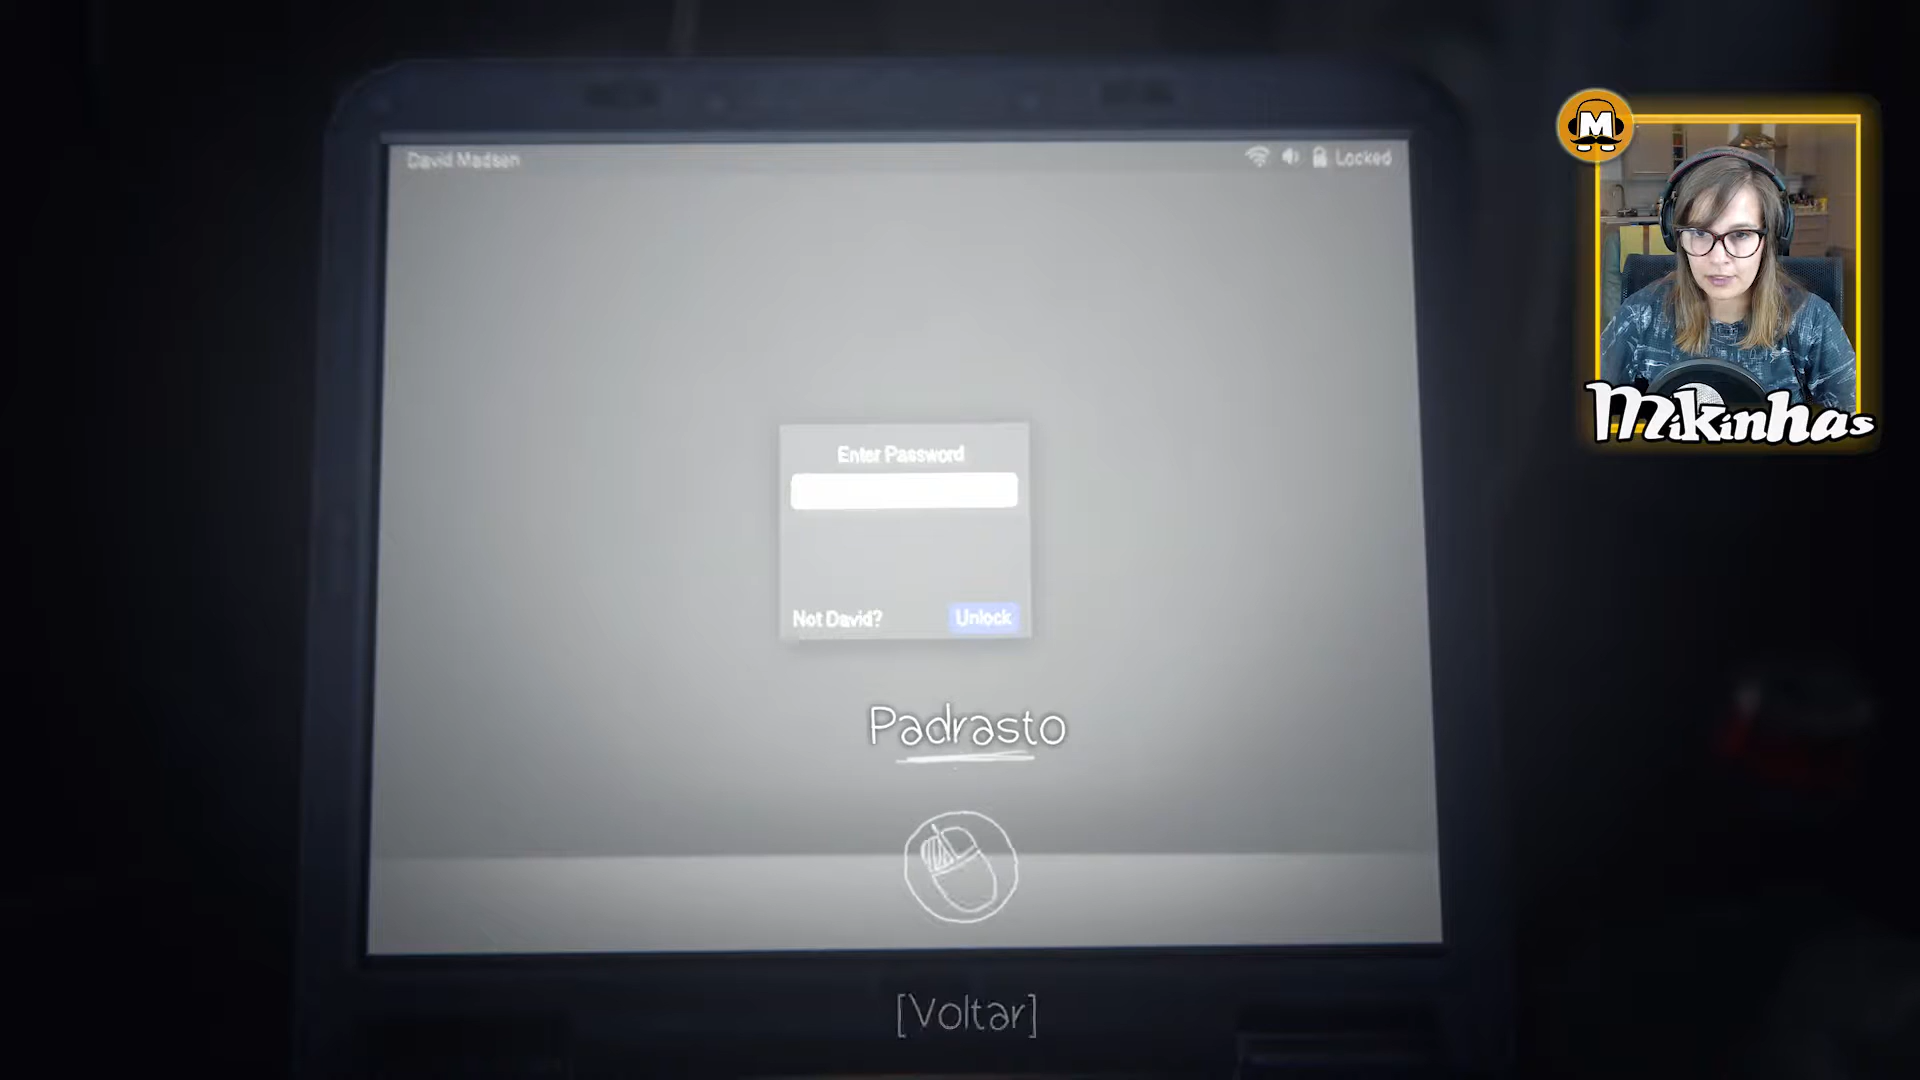 David Madsen
Locked
M
Enter Password
Not David?
Unlock
Mikinhas
Padrasto
[Voltar]